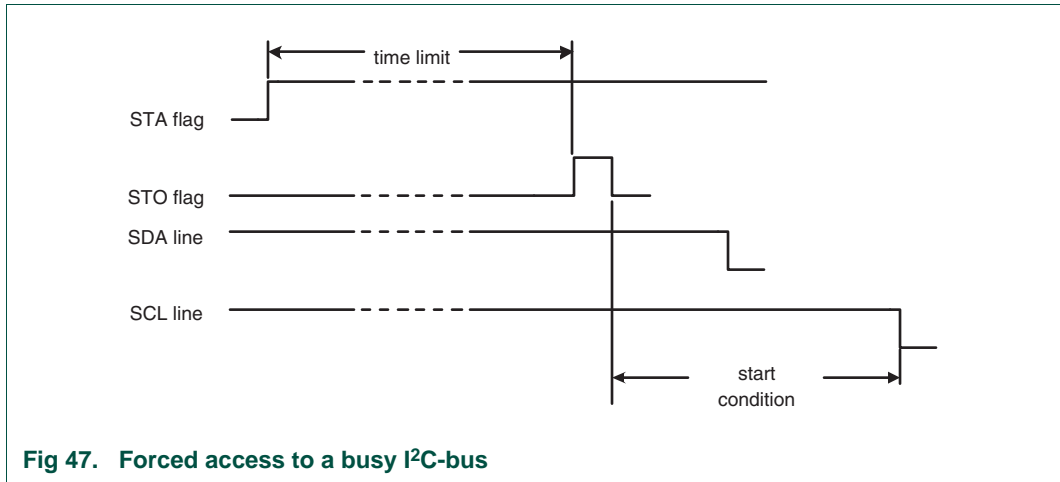 time limit
STA flag
STO flag
SDA line
SCL line
start
condition
Fig 47. Forced access to a busy I²C-bus